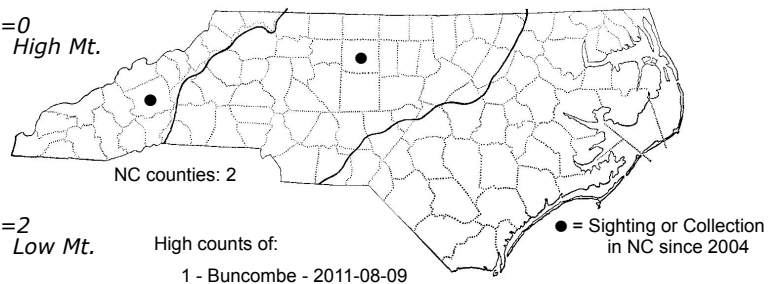 =0
High Mt.
NC counties: 2
=2
Low Mt.
High counts of:
1 - Buncombe - 2011-08-09
● = Sighting or Collection
in NC since 2004